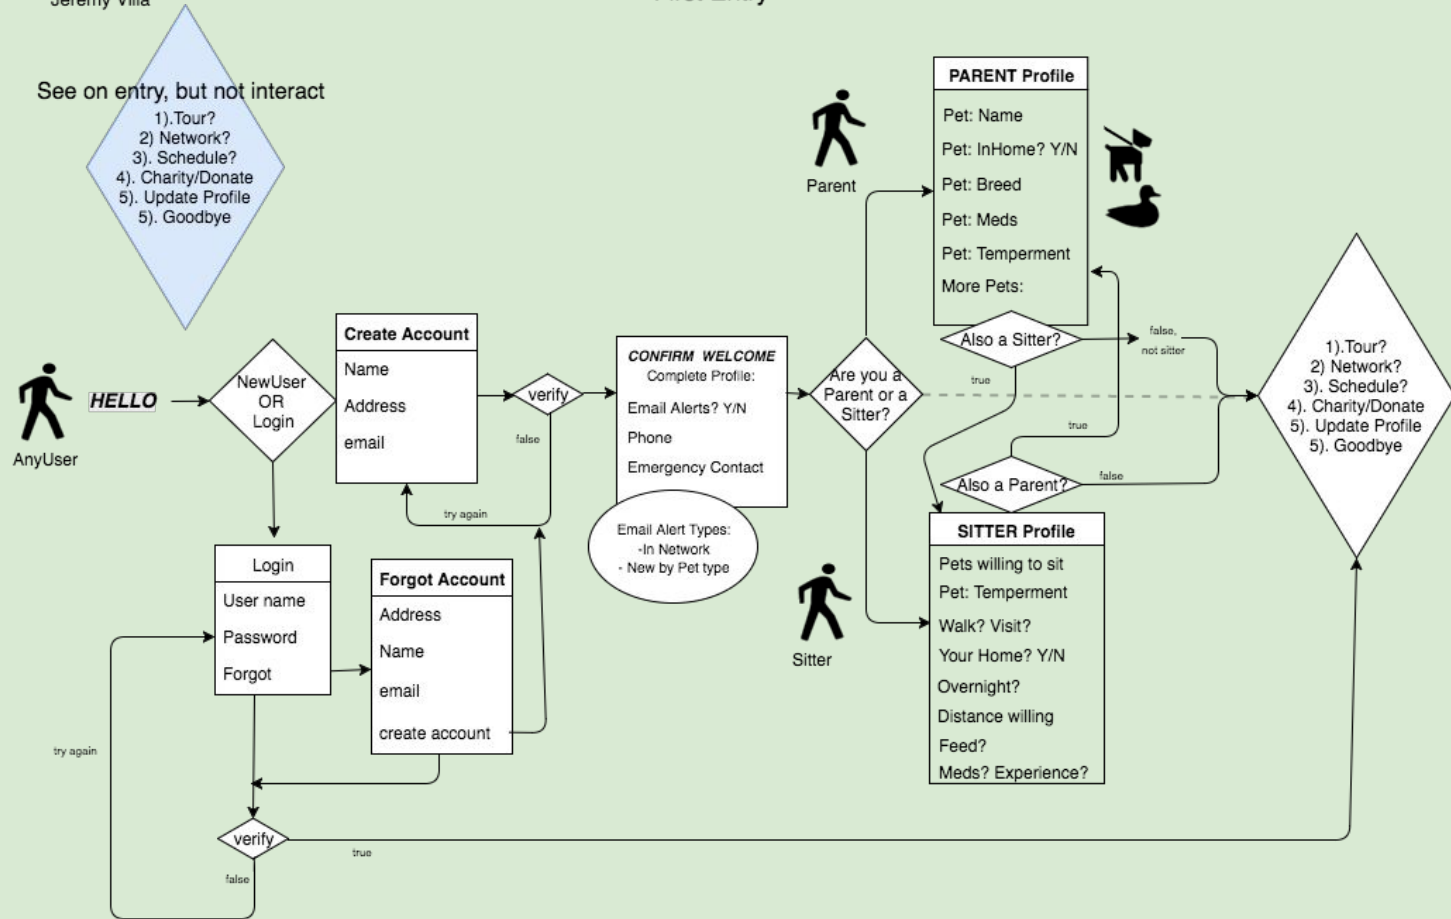 Jeremy Villa
See on entry, but not interact
1).Tour?
2) Network?
3). Schedule?
4). Charity/Donate
5). Update Profile
5). Goodbye
AnyUser
HELLO
NewUser
OR
Login
Create Account
Name
Address
email
verify
false
try again
Login
User name
Password
Forgot
Forgot Account
Address
Name
email
create account
try again
verify
true
false
CONFIRM WELCOME
Complete Profile:
Email Alerts? Y/N
Phone
Emergency Contact
Email Alert Types:
-In Network
- New by Pet type
Are you a
Parent or a
Sitter?
Parent
PARENT Profile
Pet: Name
Pet: InHome? Y/N
Pet: Breed
Pet: Meds
Pet: Temperment
More Pets:
Also a Sitter?
false,
not sitter
true
true
Also a Parent?
false
Sitter
SITTER Profile
Pets willing to sit
Pet: Temperment
Walk? Visit?
Your Home? Y/N
Overnight?
Distance willing
Feed?
Meds? Experience?
1).Tour?
2) Network?
3). Schedule?
4). Charity/Donate
5). Update Profile
5). Goodbye